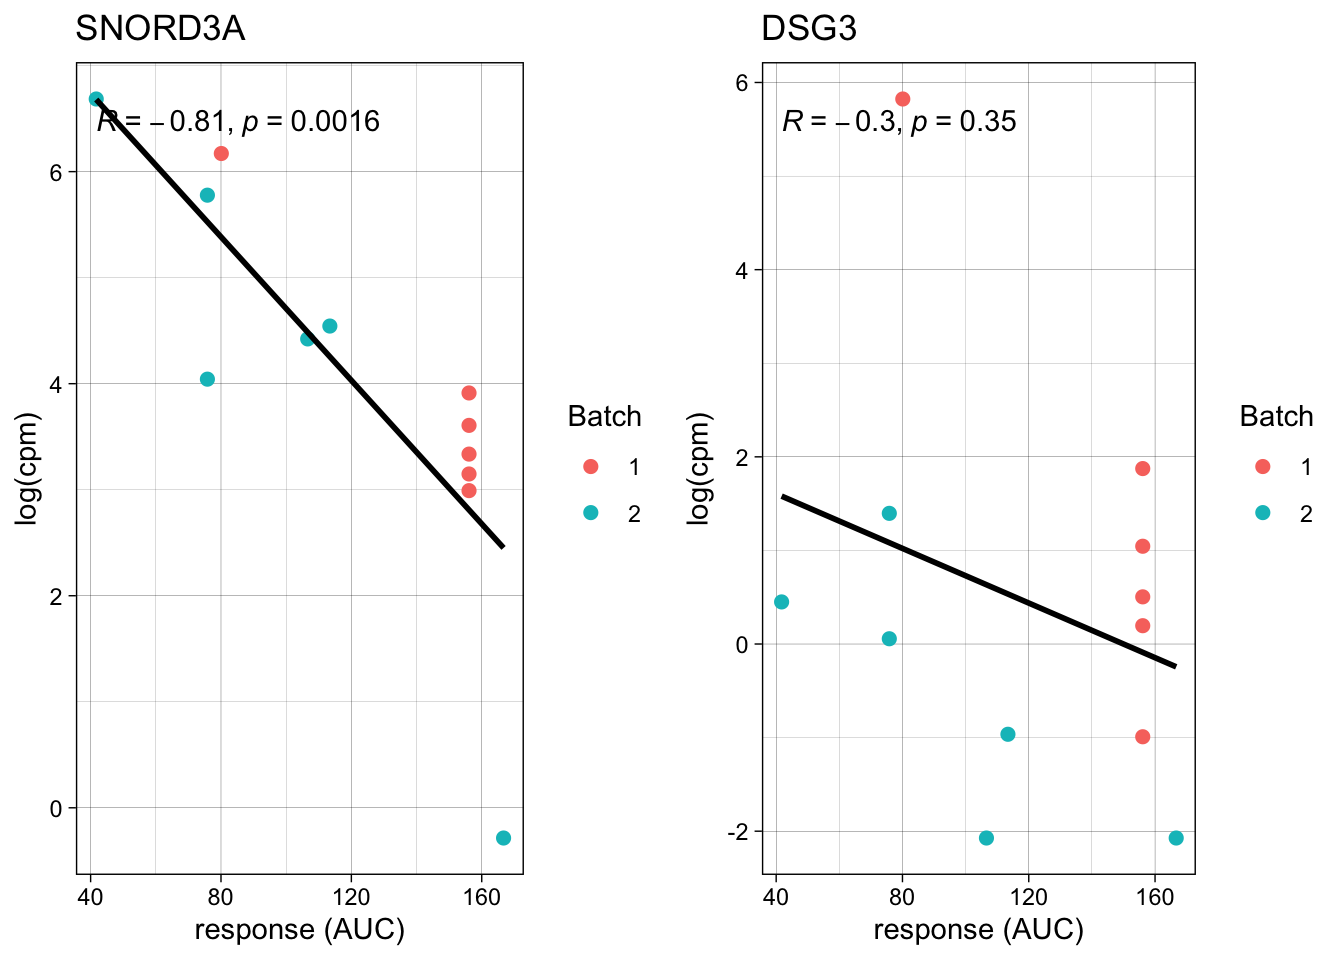 SNORD3A
R = −0.81, p = 0.0016
6
4
2
0
40 80 120 160
response (AUC)
log(cpm)
Batch
1
2
DSG3
R = −0.3, p = 0.35
6
4
2
0
-2
40 80 120 160
response (AUC)
log(cpm)
Batch
1
2